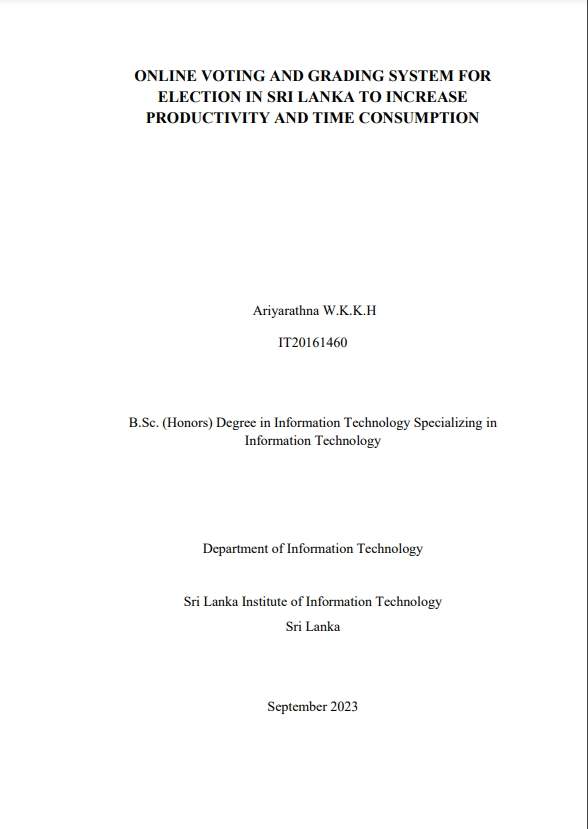 ONLINE VOTING AND GRADING SYSTEM FOR
ELECTION IN SRI LANKA TO INCREASE
PRODUCTIVITY AND TIME CONSUMPTION
Ariyarathna W.K.K.H
IT20161460
B.Sc. (Honors) Degree in Information Technology Specializing in
Information Technology
Department of Information Technology
Sri Lanka Institute of Information Technology
Sri Lanka
September 2023